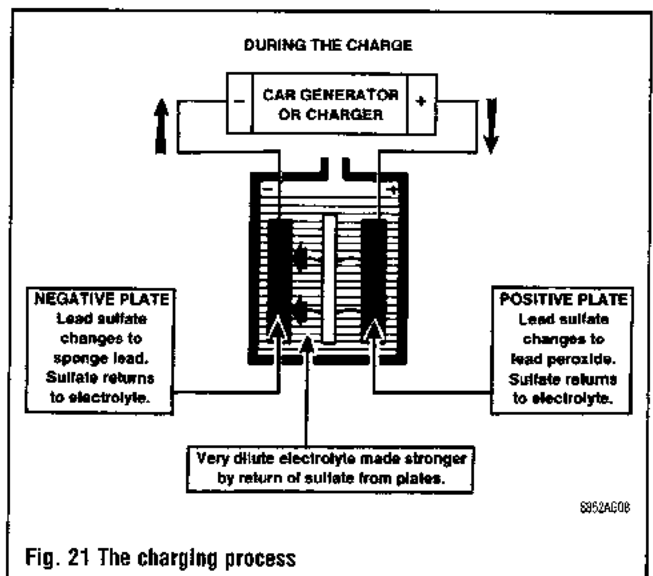 DURING THE CHARGE
− CAR GENERATOR +
OR CHARGER
− +
NEGATIVE PLATE
Lead sulfate
changes to
sponge lead.
Sulfate returns
to electrolyte.
POSITIVE PLATE
Lead sulfate
changes to
lead peroxide.
Sulfate returns
to electrolyte.
Very dilute electrolyte made stronger
by return of sulfate from plates.
Fig. 21 The charging process